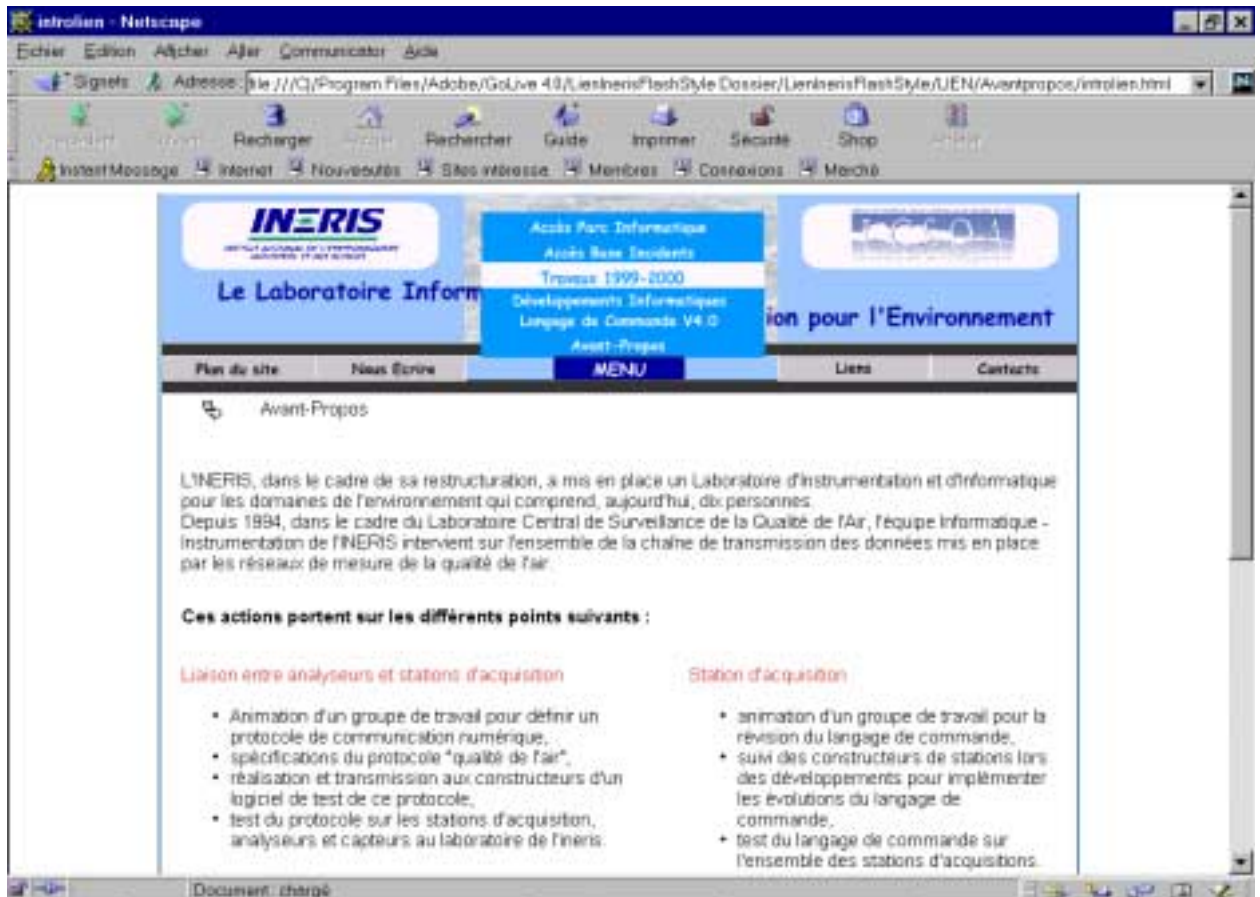 introlien - Netscape
Fichier Edition Afficher Aller Communicator Aide
Signets Adresse file:///C|/Program Files/Adobe/GoLive 4.0/LienInerisFlashStyle Dossier/LienInerisFlashStyle/LIEN/Avantpropos/introlien.html
Recharger Rechercher Guide Imprimer Sécurité Shop
Instant Message Internet Nouveautés Sites intéresse Membres Connexions Marché
INERIS
Accès Parc Informatique
Accès Base Incidents
Travaux 1999-2000
Développements Informatiques
Langage de Commande V4.0
Avant-Propos
Le Laboratoire Inform
ion pour l'Environnement
Plan du site Nous Ecrire MENU Liens Contacts
Avant-Propos
L'INERIS, dans le cadre de sa restructuration, a mis en place un Laboratoire d'Instrumentation et d'Informatique
pour les domaines de l'environnement qui comprend, aujourd'hui, dix personnes.
Depuis 1994, dans le cadre du Laboratoire Central de Surveillance de la Qualité de l'Air, l'équipe Informatique -
Instrumentation de l'INERIS intervient sur l'ensemble de la chaîne de transmission des données mis en place
par les réseaux de mesure de la qualité de l'air.
Ces actions portent sur les différents points suivants :
Liaison entre analyseurs et stations d'acquisition
• Animation d'un groupe de travail pour définir un
protocole de communication numérique,
• spécifications du protocole "qualité de l'air",
• réalisation et transmission aux constructeurs d'un
logiciel de test de ce protocole,
• test du protocole sur les stations d'acquisition,
analyseurs et capteurs au laboratoire de l'ineris.
Station d'acquisition
• animation d'un groupe de travail pour la
révision du langage de commande,
• suivi des constructeurs de stations lors
des développements pour implémenter
les évolutions du langage de
commande,
• test du langage de commande sur
l'ensemble des stations d'acquisitions.
Document: chargé